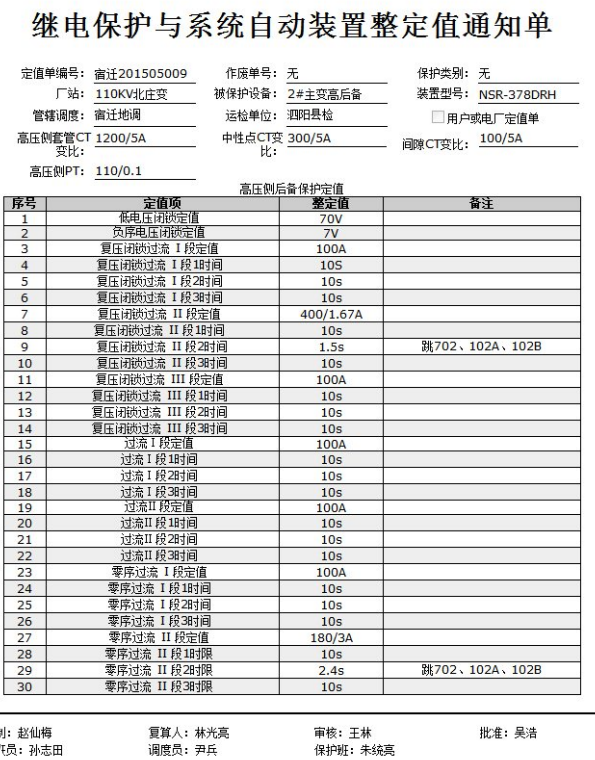 继电保护与系统自动装置整定值通知单
定值单编号： 宿迁201505009 作废单号： 无 保护类别： 无
厂站： 110KV北庄变 被保护设备： 2#主变高后备 装置型号： NSR-378DRH
管辖调度： 宿迁地调 运检单位： 泗阳县检 用户或电厂定值单
高压侧套管CT变比： 1200/5A 中性点CT变比： 300/5A 间隙CT变比： 100/5A
高压侧PT： 110/0.1
高压侧后备保护定值
序号 定值项 整定值 备注
1 低电压闭锁定值 70V
2 负序电压闭锁定值 7V
3 复压闭锁过流 I 段定值 100A
4 复压闭锁过流 I 段1时间 10S
5 复压闭锁过流 I 段2时间 10s
6 复压闭锁过流 I 段3时间 10s
7 复压闭锁过流 II 段定值 400/1.67A
8 复压闭锁过流 II 段1时间 10s
9 复压闭锁过流 II 段2时间 1.5s 跳702、102A、102B
10 复压闭锁过流 II 段3时间 10s
11 复压闭锁过流 III 段定值 100A
12 复压闭锁过流 III 段1时间 10s
13 复压闭锁过流 III 段2时间 10s
14 复压闭锁过流 III 段3时间 10s
15 过流 I 段定值 100A
16 过流 I 段1时间 10s
17 过流 I 段2时间 10s
18 过流 I 段3时间 10s
19 过流II 段定值 100A
20 过流II 段1时间 10s
21 过流II 段2时间 10s
22 过流II 段3时间 10s
23 零序过流 I 段定值 100A
24 零序过流 I 段1时间 10s
25 零序过流 I 段2时间 10s
26 零序过流 I 段3时间 10s
27 零序过流 II 段定值 180/3A
28 零序过流 II 段1时限 10s
29 零序过流 II 段2时限 2.4s 跳702、102A、102B
30 零序过流 II 段3时限 10s
赵仙梅 复算人：林光亮 审核：王林 批准：吴浩
员：孙志田 调度员：尹兵 保护班：朱统亮